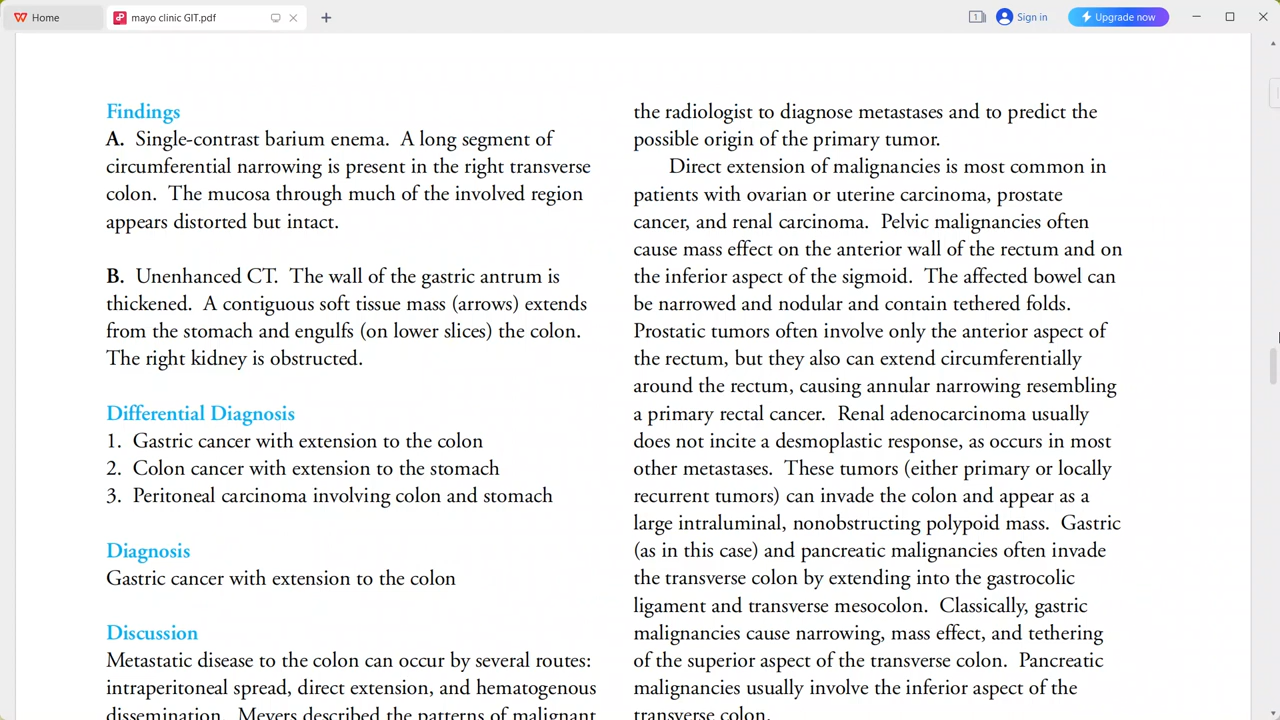 Home
mayo clinic GIT.pdf
1
Sign in
Upgrade now
Findings
A. Single-contrast barium enema. A long segment of
circumferential narrowing is present in the right transverse
colon. The mucosa through much of the involved region
appears distorted but intact.
B. Unenhanced CT. The wall of the gastric antrum is
thickened. A contiguous soft tissue mass (arrows) extends
from the stomach and engulfs (on lower slices) the colon.
The right kidney is obstructed.
Differential Diagnosis
1. Gastric cancer with extension to the colon
2. Colon cancer with extension to the stomach
3. Peritoneal carcinoma involving colon and stomach
Diagnosis
Gastric cancer with extension to the colon
Discussion
Metastatic disease to the colon can occur by several routes:
intraperitoneal spread, direct extension, and hematogenous
dissemination. Meyers described the patterns of malignant
the radiologist to diagnose metastases and to predict the
possible origin of the primary tumor.
Direct extension of malignancies is most common in
patients with ovarian or uterine carcinoma, prostate
cancer, and renal carcinoma. Pelvic malignancies often
cause mass effect on the anterior wall of the rectum and on
the inferior aspect of the sigmoid. The affected bowel can
be narrowed and nodular and contain tethered folds.
Prostatic tumors often involve only the anterior aspect of
the rectum, but they also can extend circumferentially
around the rectum, causing annular narrowing resembling
a primary rectal cancer. Renal adenocarcinoma usually
does not incite a desmoplastic response, as occurs in most
other metastases. These tumors (either primary or locally
recurrent tumors) can invade the colon and appear as a
large intraluminal, nonobstructing polypoid mass. Gastric
(as in this case) and pancreatic malignancies often invade
the transverse colon by extending into the gastrocolic
ligament and transverse mesocolon. Classically, gastric
malignancies cause narrowing, mass effect, and tethering
of the superior aspect of the transverse colon. Pancreatic
malignancies usually involve the inferior aspect of the
transverse colon.